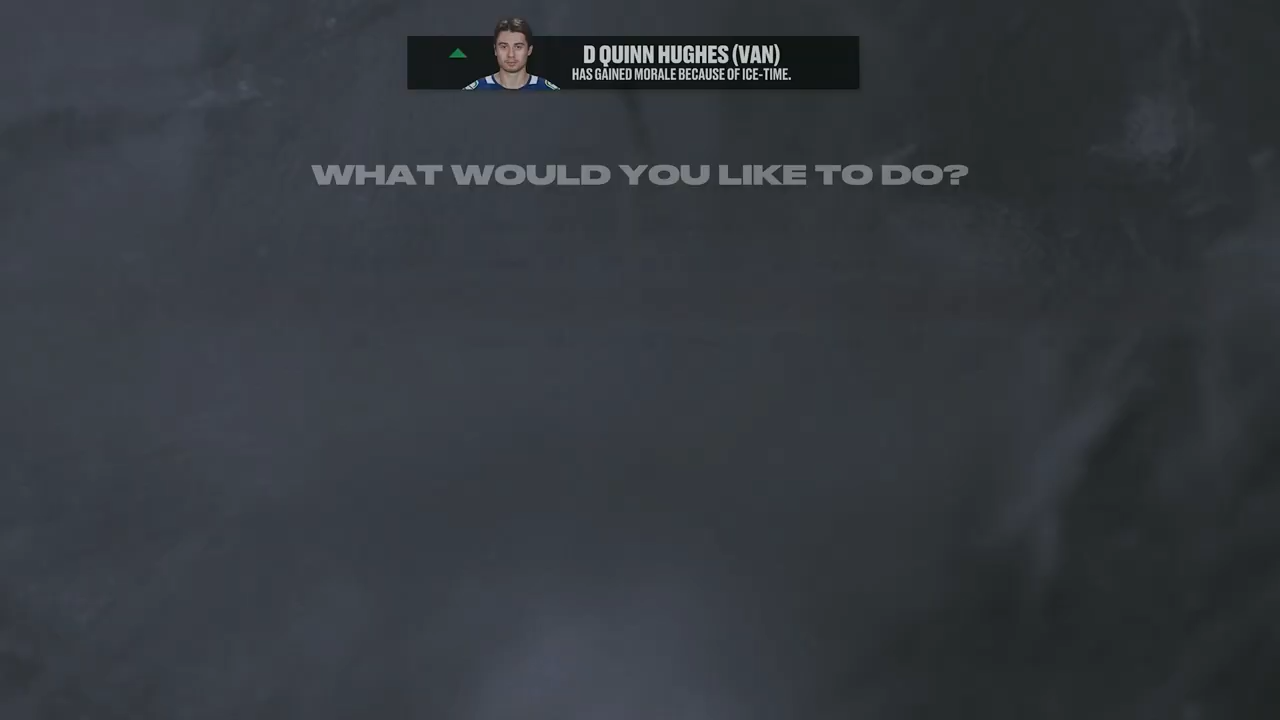 D QUINN HUGHES (VAN)
HAS GAINED MORALE BECAUSE OF ICE-TIME.
WHAT WOULD YOU LIKE TO DO?